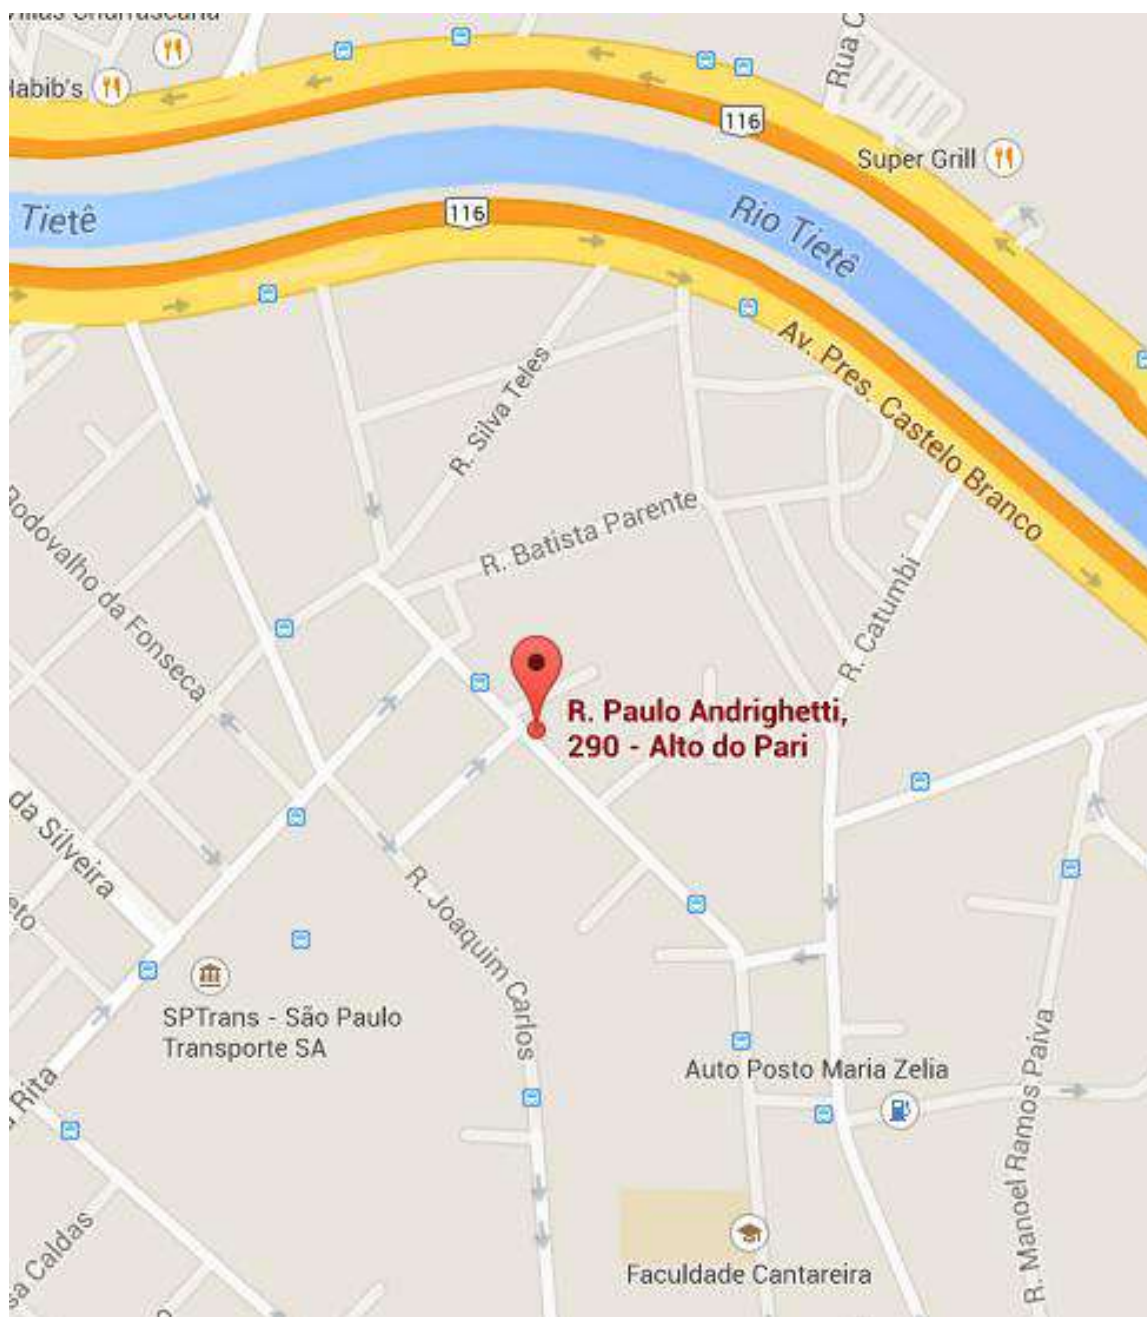 Habib's
116
Super Grill
Tietê
116
Rio Tietê
Av. Pres. Castelo Branco
R. Silva Teles
R. Batista Parente
Rodovalho da Fonseca
R. Catumbi
R. Paulo Andrighetti,
290 - Alto do Pari
da Silveira
R. Joaquim Carlos
SPTrans - São Paulo
Transporte SA
Auto Posto Maria Zelia
R. Manoel Ramos Paiva
Rita
Caldas
Faculdade Cantareira
Rua